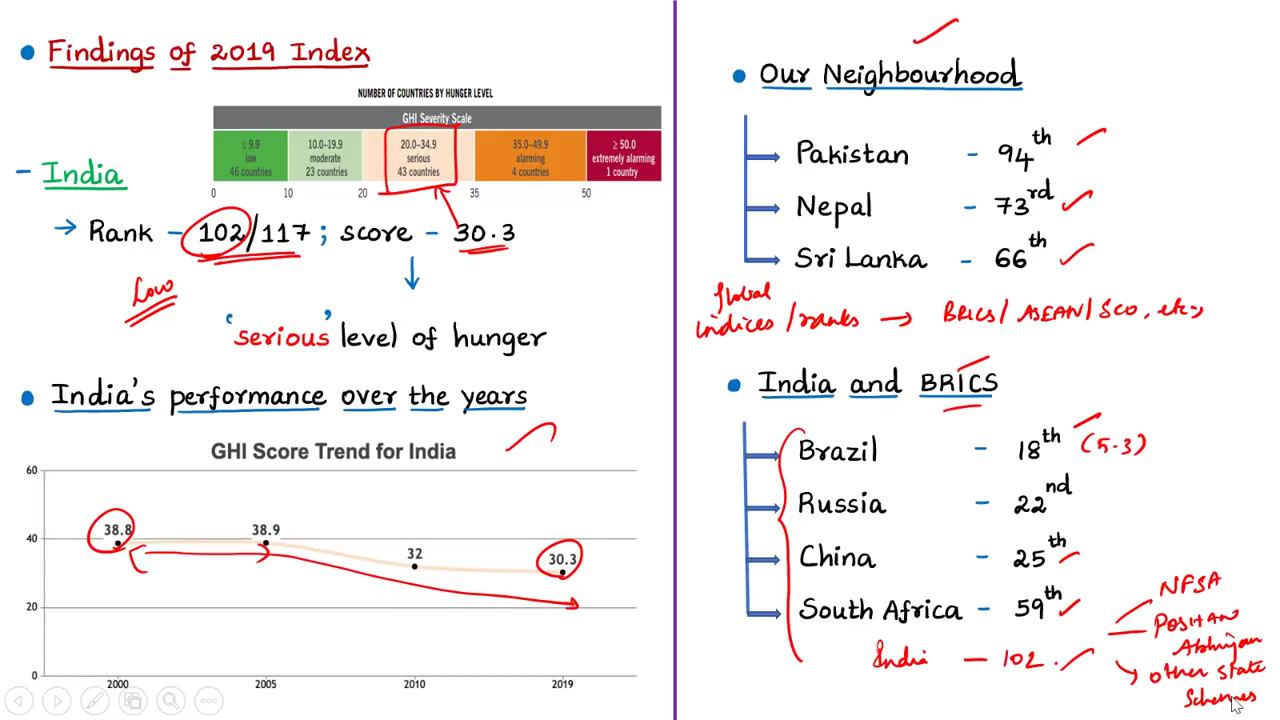 Findings of 2019 Index
NUMBER OF COUNTRIES BY HUNGER LEVEL
GHI Severity Scale
≤ 9.9 10.0–19.9 20.0–34.9 35.0–49.9 ≥ 50.0
low moderate serious alarming extremely alarming
46 countries 23 countries 43 countries 4 countries 1 country
0 10 20 35 50
- India
→ Rank - 102/117 ; score - 30.3
Low
'serious' level of hunger
India's performance over the years
GHI Score Trend for India
60
40
20
0
38.8 38.9 32 30.3
2000 2005 2010 2019
Our Neighbourhood
Pakistan - 94th
Nepal - 73rd
Sri Lanka - 66th
Global
indices/ranks → BRICS/ASEAN/SCO, etc,
India and BRICS
Brazil - 18th (5.3)
Russia - 22nd
China - 25th
South Africa - 59th
India - 102.
NFSA
POSHAN
Abhiyan
other state
Schemes